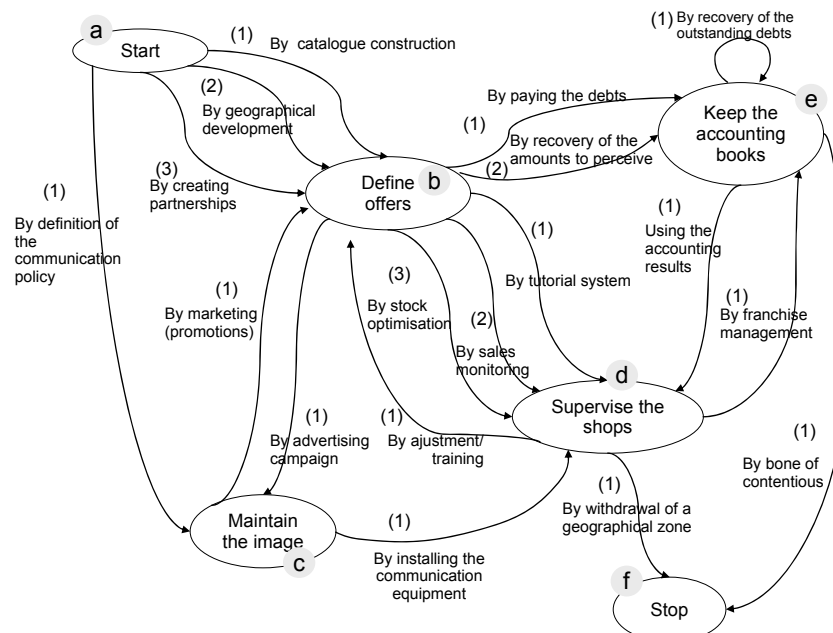 a
Start
(1)
By catalogue construction
(2)
By geographical
development
(3)
By creating
partnerships
(1)
By definition of
the
communication
policy
b
Define
offers
(1)
By paying the debts
By recovery of the
amounts to perceive
(2)
(1)
By recovery of the
outstanding debts
e
Keep the
accounting
books
(1)
Using the
accounting
results
(1)
By franchise
management
(1)
By tutorial system
(2)
By sales
monitoring
(3)
By stock
optimisation
(1)
By marketing
(promotions)
(1)
By advertising
campaign
(1)
By ajustment/
training
d
Supervise the
shops
(1)
By bone of
contentious
(1)
By withdrawal of a
geographical zone
Maintain
the image
c
(1)
By installing the
communication
equipment
f
Stop